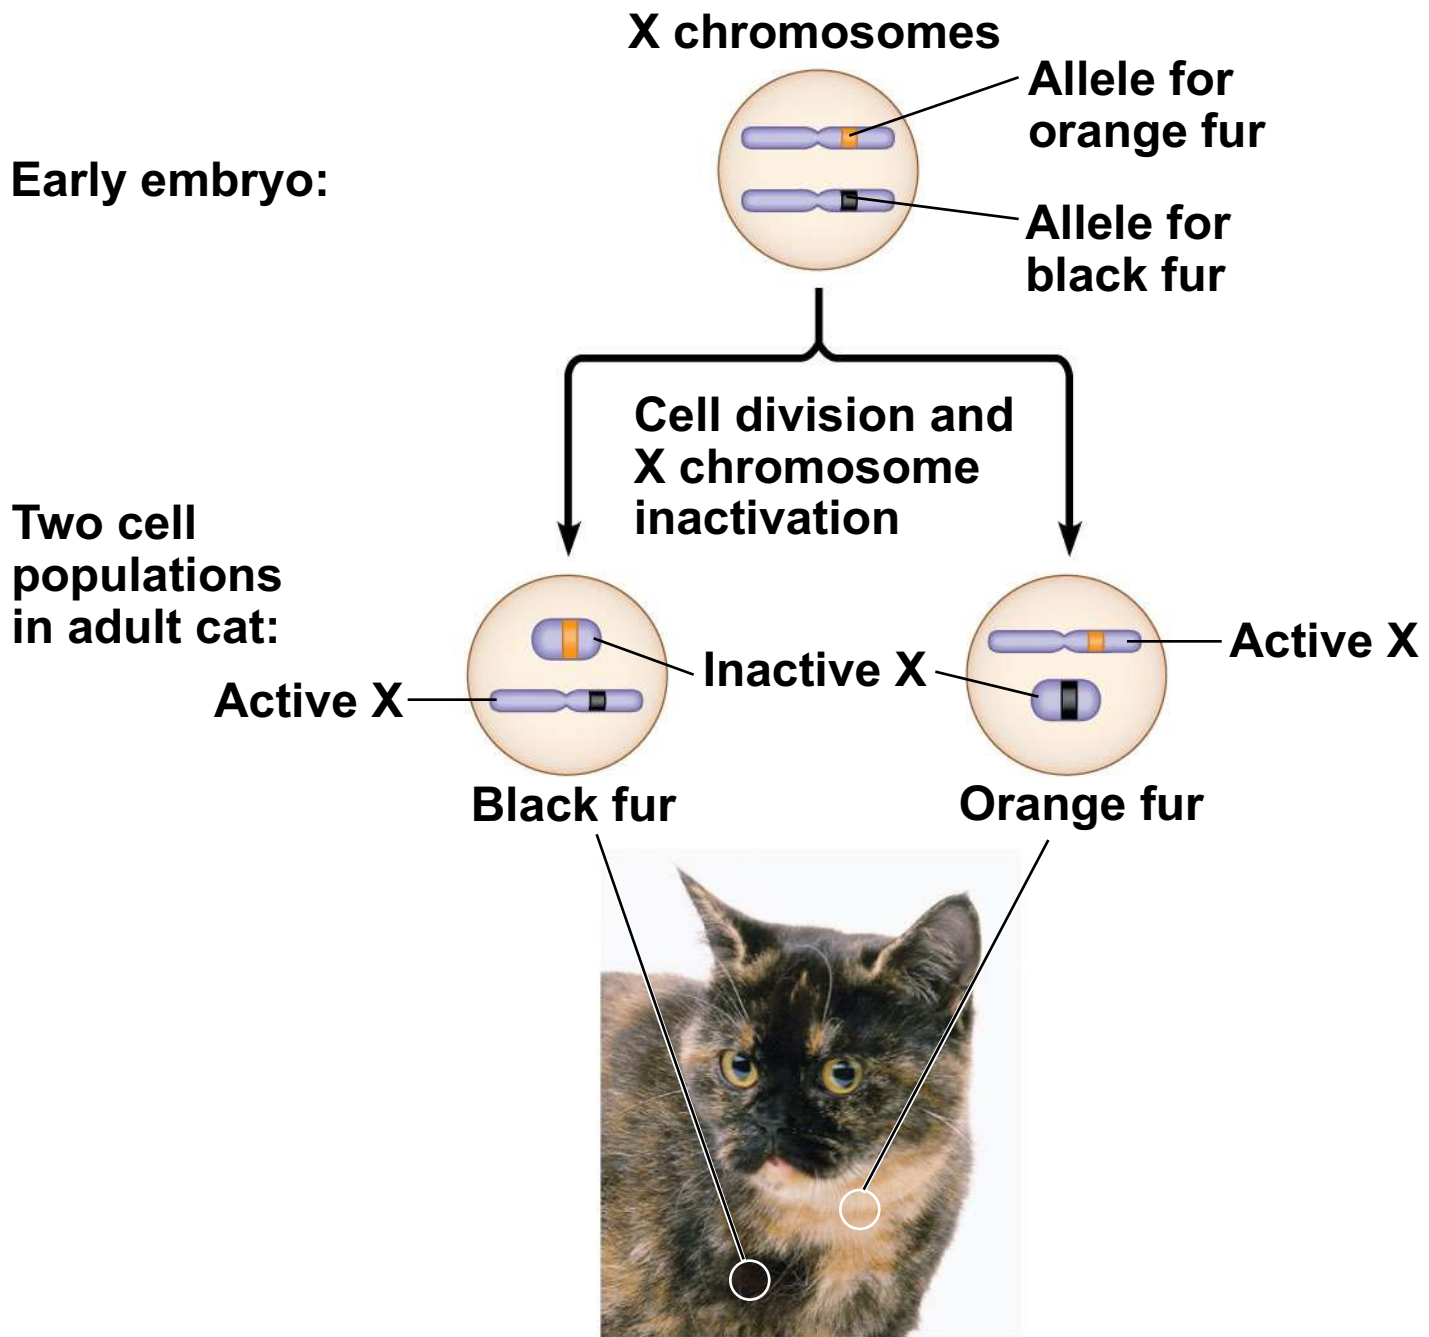 X chromosomes
Allele for
orange fur
Early embryo:
Allele for
black fur
Cell division and
X chromosome
inactivation
Two cell
populations
in adult cat:
Active X
Inactive X
Active X
Black fur
Orange fur